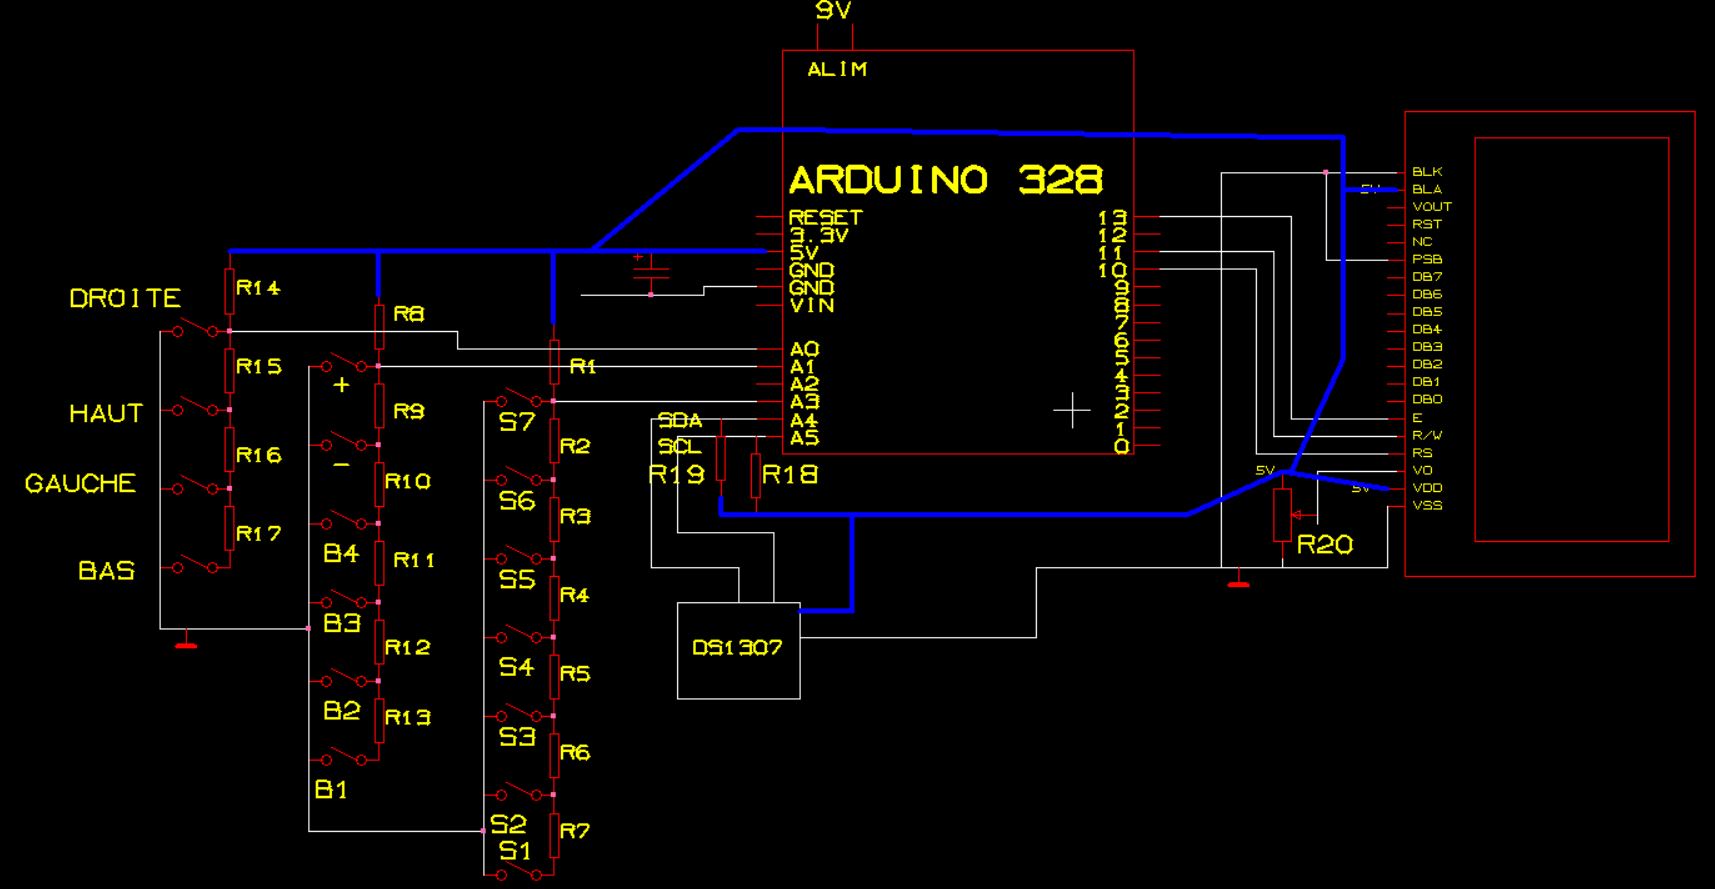 9V
ALIM
ARDUINO 328
RESET
3.3V
5V
GND
GND
VIN
A0
A1
A2
A3
A4
A5
13
12
11
10
9
8
7
6
5
4
3
2
1
0
BLK
BLA
VOUT
RST
NC
PSB
DB7
DB6
DB5
DB4
DB3
DB2
DB1
DB0
E
R/W
RS
VO
VDD
VSS
5V
5V
5V
R20
DROITE
HAUT
GAUCHE
BAS
R14
R15
R16
R17
+
-
B4
B3
B2
B1
R8
R9
R10
R11
R12
R13
S7
S6
S5
S4
S3
S2
S1
R1
R2
R3
R4
R5
R6
R7
+
SDA
SCL
R19
R18
DS1307